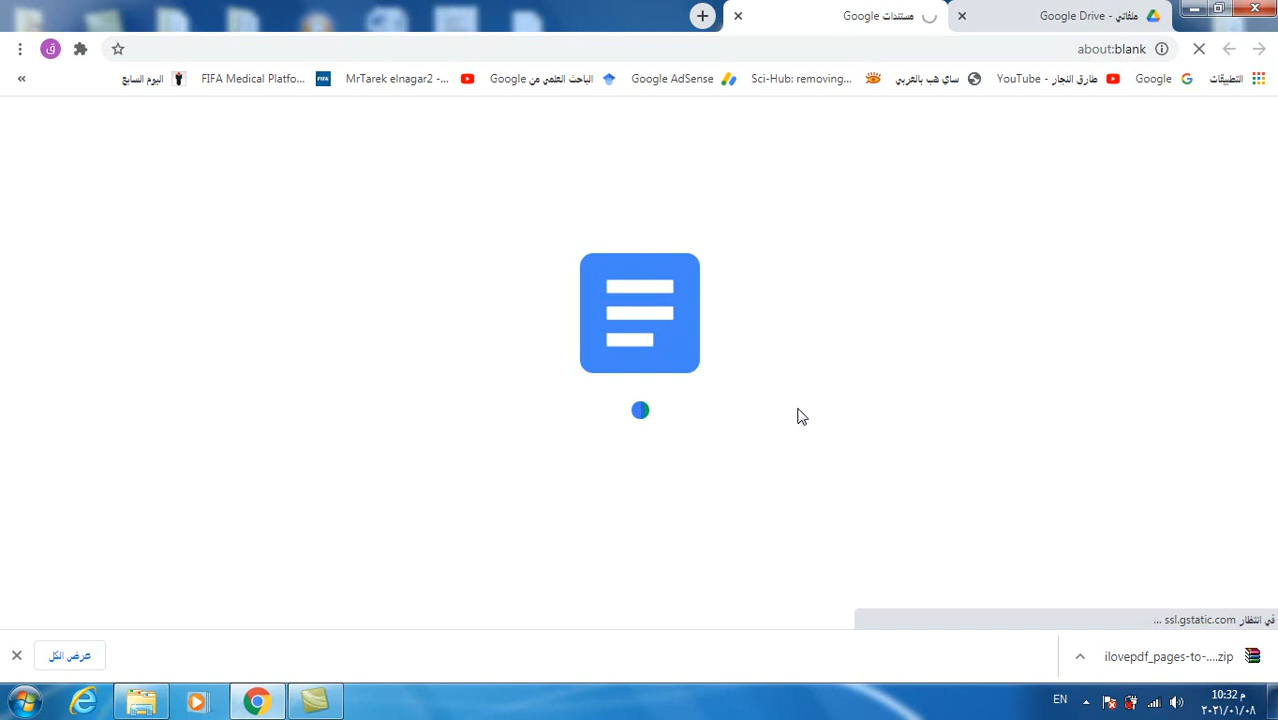 ملفاتي - Google Drive
مستندات Google
about:blank
التطبيقات
Google
طارق النجار - YouTube
ساي هب بالعربي
Sci-Hub: removing...
Google AdSense
الباحث العلمي من Google
MrTarek elnagar2 -...
FIFA Medical Platfo...
FIFA
اليوم السابع
«
ق
في انتظار ssl.gstatic.com ...
ilovepdf_pages-to-....zip
عرض الكل
EN
10:32 م
٢٠٢١/٠١/٠٨